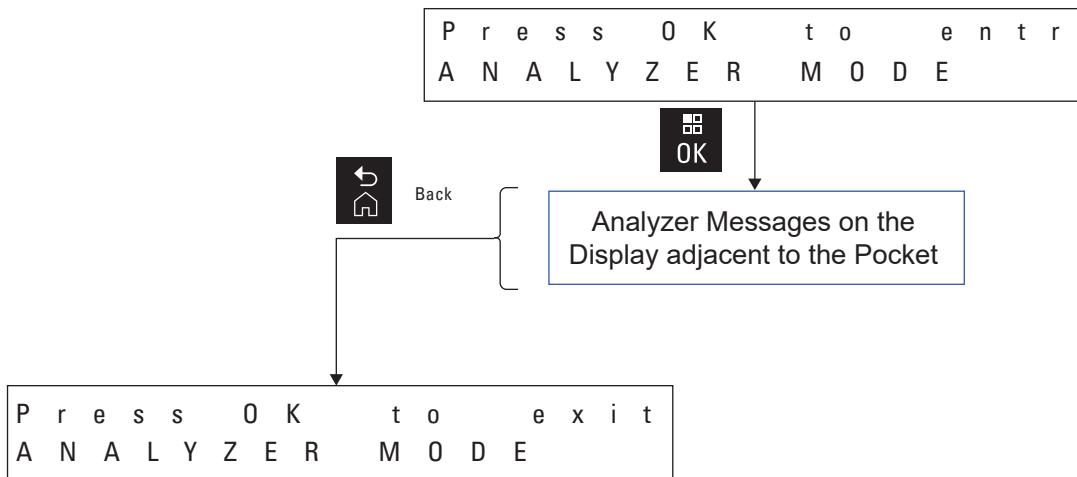 Press OK to entr
ANALYZER MODE
OK
Back
Analyzer Messages on the
Display adjacent to the Pocket
Press OK to exit
ANALYZER MODE